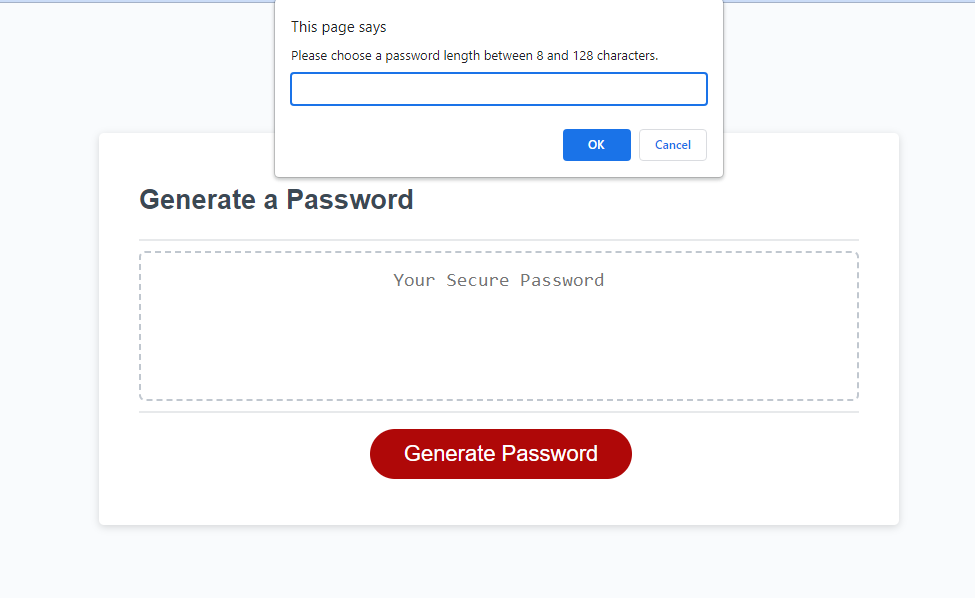 This page says
Please choose a password length between 8 and 128 characters.
OK
Cancel
Generate a Password
Your Secure Password
Generate Password